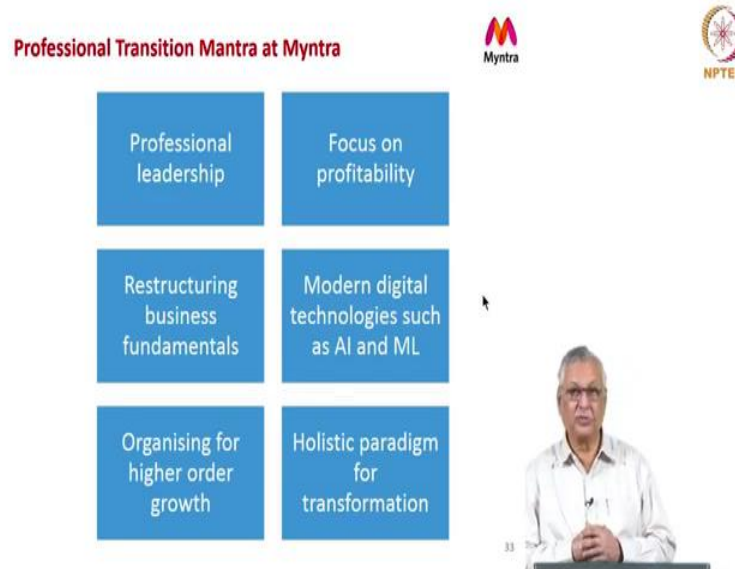 Professional Transition Mantra at Myntra
Myntra
NPTE
Professional
leadership
Focus on
profitability
Restructuring
business
fundamentals
Modern digital
technologies such
as AI and ML
Organising for
higher order
growth
Holistic paradigm
for
transformation
33